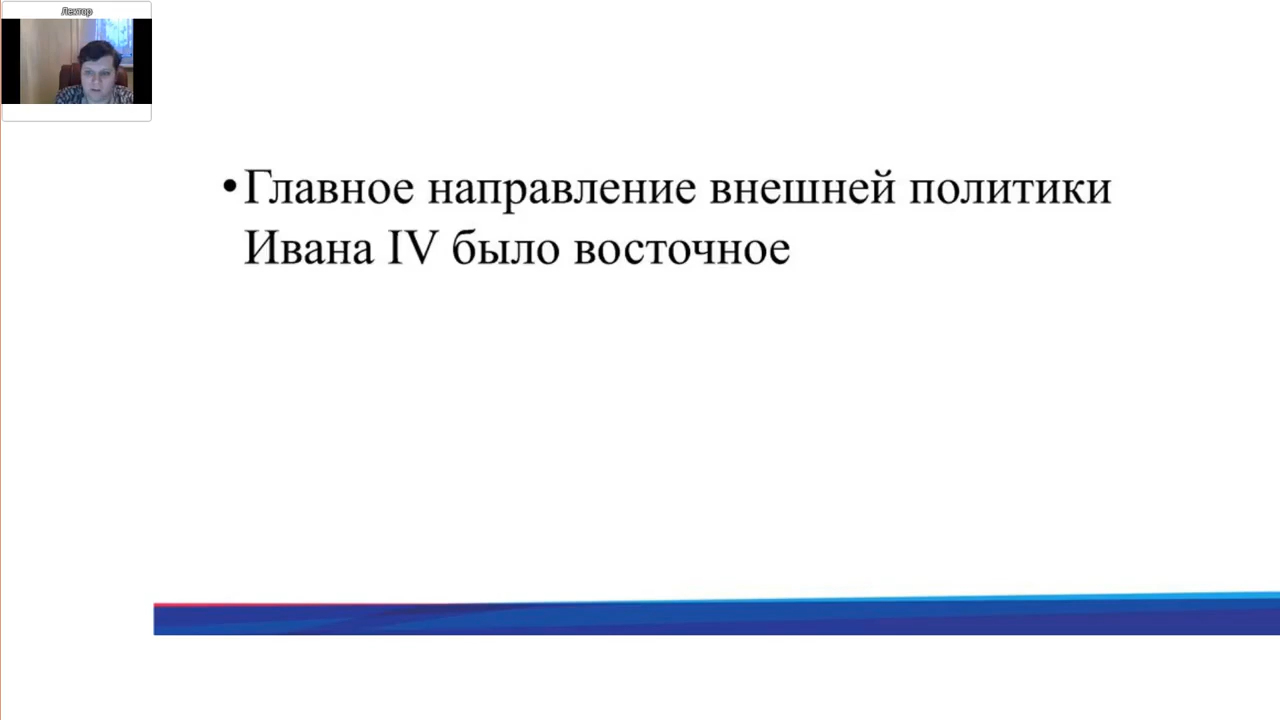 Лектор
•Главное направление внешней политики
Ивана IV было восточное